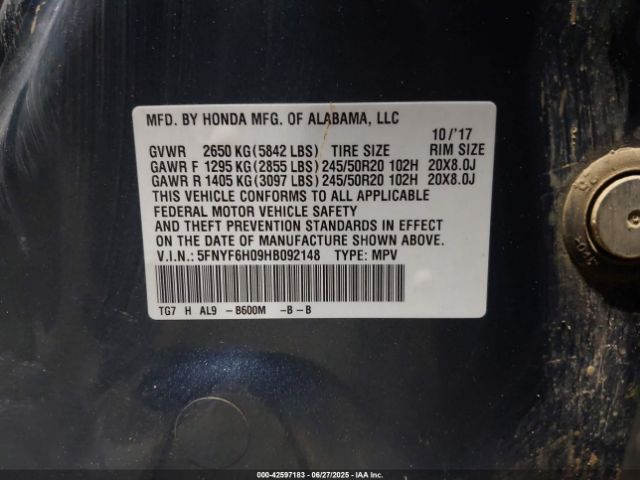 MFD. BY HONDA MFG. OF ALABAMA, LLC
10/'17
GVWR 2650 KG(5842 LBS) TIRE SIZE RIM SIZE
GAWR F 1295 KG(2855 LBS) 245/50R20 102H 20X8.0J
GAWR R 1405 KG(3097 LBS) 245/50R20 102H 20X8.0J
THIS VEHICLE CONFORMS TO ALL APPLICABLE
FEDERAL MOTOR VEHICLE SAFETY
AND THEFT PREVENTION STANDARDS IN EFFECT
ON THE DATE OF MANUFACTURE SHOWN ABOVE.
V.I.N.: 5FNYF6H09HB092148 TYPE: MPV
TG7 H AL9 -B600M -B-B
000-42597183 - 06/27/2025 - IAA Inc.